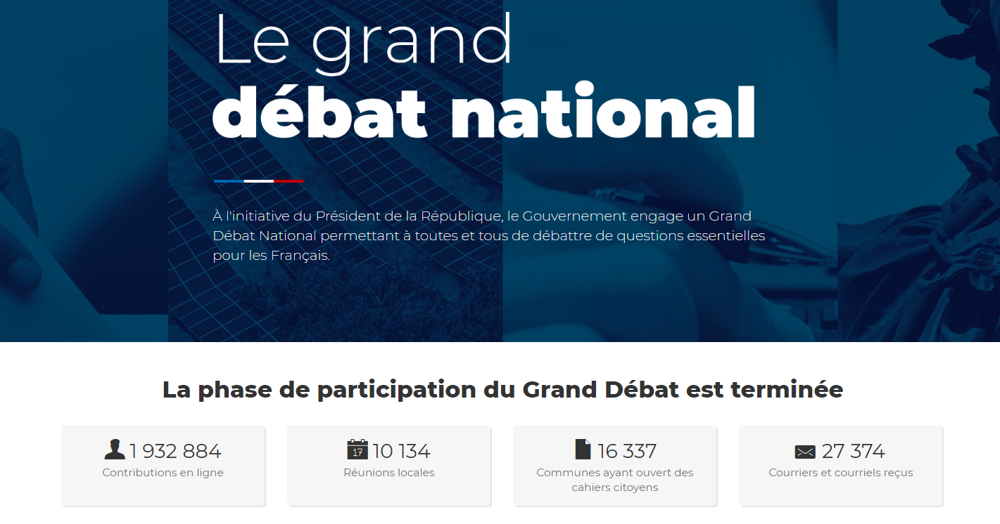 Le grand
débat national
À l'initiative du Président de la République, le Gouvernement engage un Grand
Débat National permettant à toutes et tous de débattre de questions essentielles
pour les Français.
La phase de participation du Grand Débat est terminée
1 932 884
Contributions en ligne
17 10 134
Réunions locales
16 337
Communes ayant ouvert des
cahiers citoyens
27 374
Courriers et courriels reçus